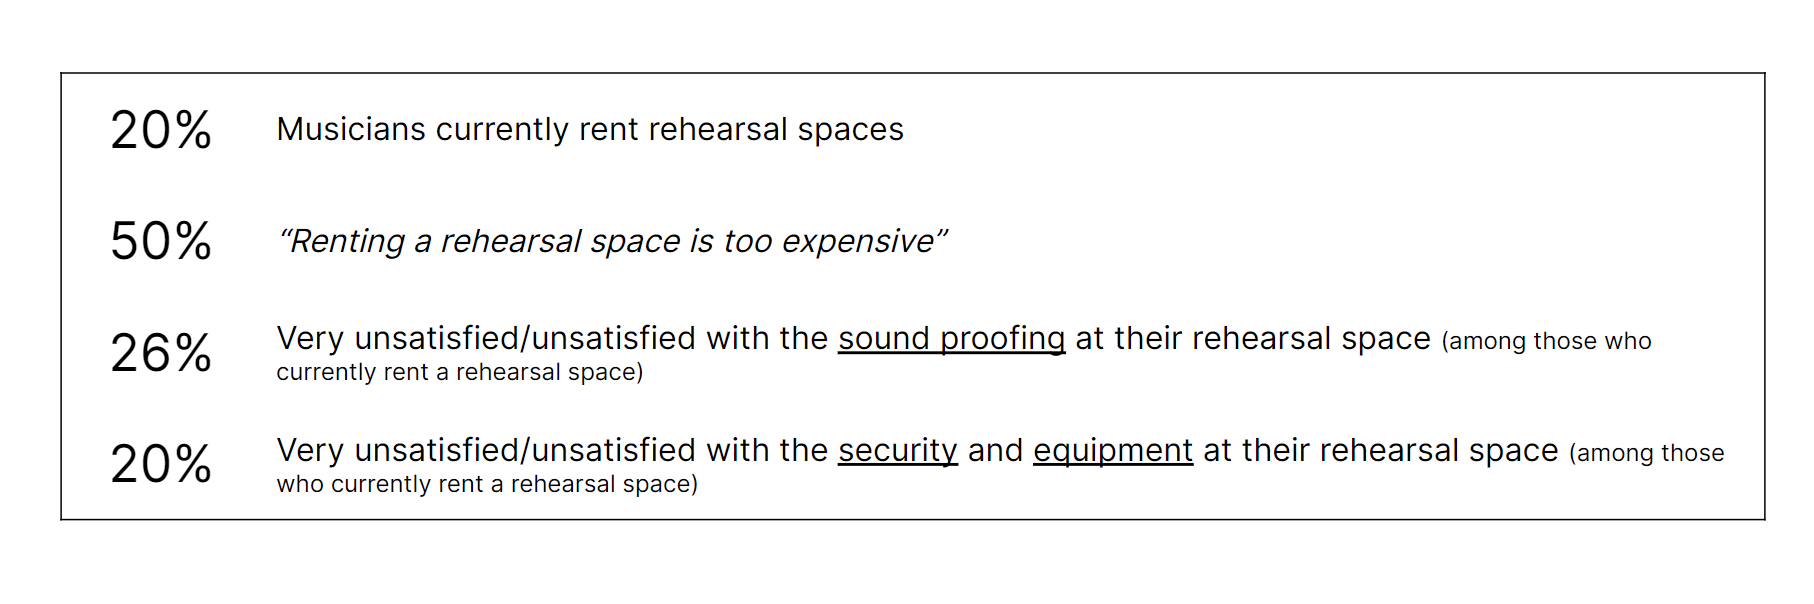 20% Musicians currently rent rehearsal spaces
50% “Renting a rehearsal space is too expensive”
26% Very unsatisfied/unsatisfied with the sound proofing at their rehearsal space (among those who
currently rent a rehearsal space)
20% Very unsatisfied/unsatisfied with the security and equipment at their rehearsal space (among those
who currently rent a rehearsal space)